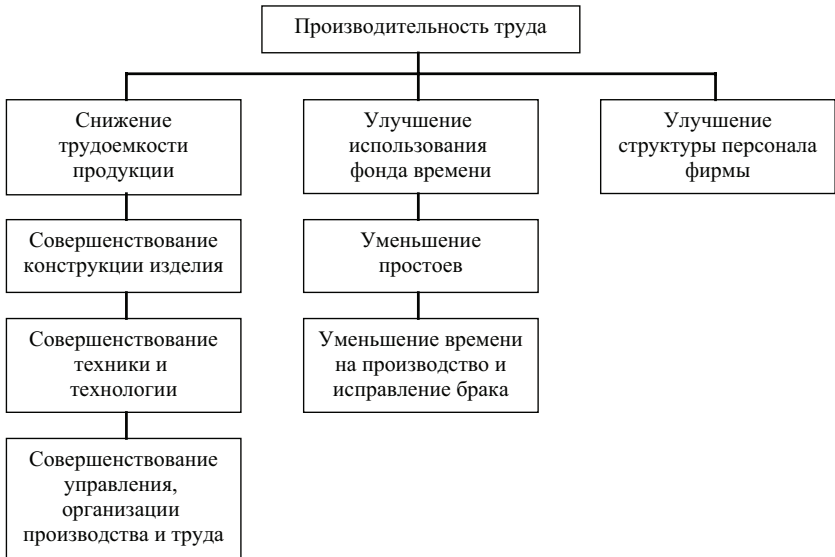 Производительность труда
Снижение
трудоемкости
продукции
Улучшение
использования
фонда времени
Улучшение
структуры персонала
фирмы
Совершенствование
конструкции изделия
Уменьшение
простоев
Совершенствование
техники и
технологии
Уменьшение времени
на производство и
исправление брака
Совершенствование
управления,
организации
производства и труда